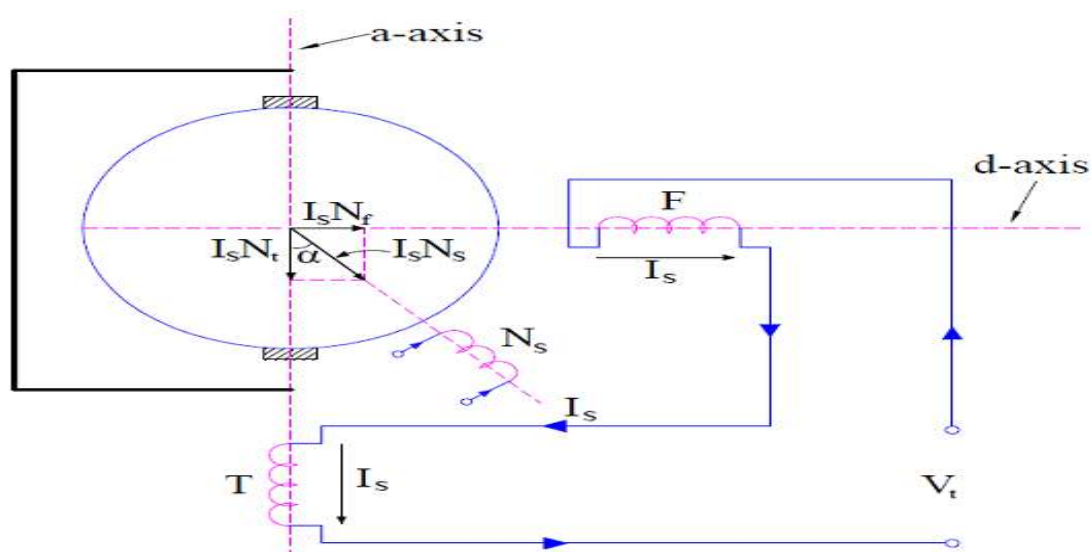 a-axis
d-axis
F
IsNf
IsNt
α
IsNs
Is
Ns
Is
T
Is
Vt